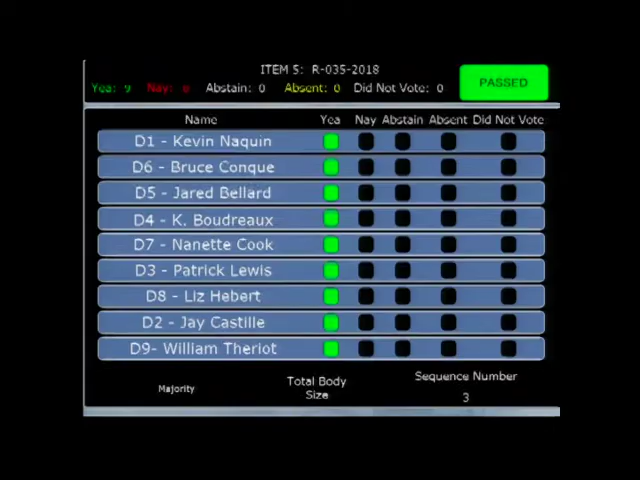 ITEM 5: R-035-2018
Yea: 9 Nay: 0 Abstain: 0 Absent: 0 Did Not Vote: 0
PASSED
Name Yea Nay Abstain Absent Did Not Vote
D1 - Kevin Naquin
D6 - Bruce Conque
D5 - Jared Bellard
D4 - K. Boudreaux
D7 - Nanette Cook
D3 - Patrick Lewis
D8 - Liz Hebert
D2 - Jay Castille
D9- William Theriot
Majority
Total Body
Size
Sequence Number
3